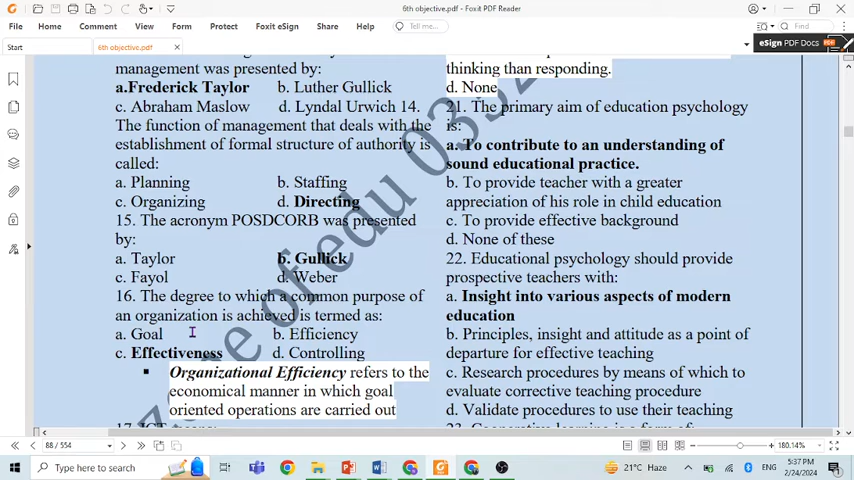 6th objective.pdf - Foxit PDF Reader
File Home Comment View Form Protect Foxit eSign Share Help Tell me... Find
Start 6th objective.pdf × eSign PDF Docs
management was presented by:
a.Frederick Taylor b. Luther Gullick
c. Abraham Maslow d. Lyndal Urwich 14.
The function of management that deals with the
establishment of formal structure of authority is
called:
a. Planning b. Staffing
c. Organizing d. Directing
15. The acronym POSDCORB was presented
by:
a. Taylor b. Gullick
c. Fayol d. Weber
16. The degree to which a common purpose of
an organization is achieved is termed as:
a. Goal b. Efficiency
c. Effectiveness d. Controlling
▪ Organizational Efficiency refers to the
economical manner in which goal
oriented operations are carried out
thinking than responding.
d. None
21. The primary aim of education psychology
is:
a. To contribute to an understanding of
sound educational practice.
b. To provide teacher with a greater
appreciation of his role in child education
c. To provide effective background
d. None of these
22. Educational psychology should provide
prospective teachers with:
a. Insight into various aspects of modern
education
b. Principles, insight and attitude as a point of
departure for effective teaching
c. Research procedures by means of which to
evaluate corrective teaching procedure
d. Validate procedures to use their teaching
88 / 554 180.14%
Type here to search 21°C Haze ENG 5:37 PM
2/24/2024